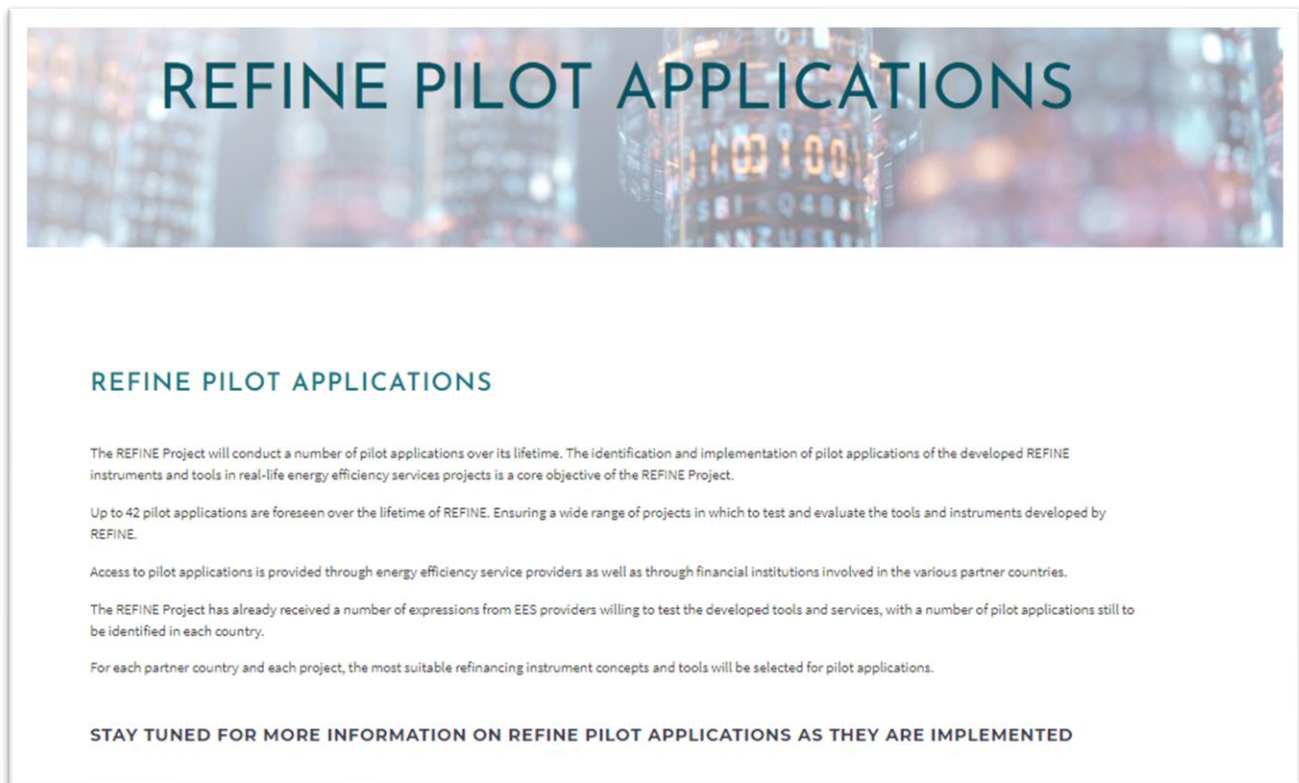 REFINE PILOT APPLICATIONS
REFINE PILOT APPLICATIONS
The REFINE Project will conduct a number of pilot applications over its lifetime. The identification and implementation of pilot applications of the developed REFINE
instruments and tools in real-life energy efficiency services projects is a core objective of the REFINE Project.
Up to 42 pilot applications are foreseen over the lifetime of REFINE. Ensuring a wide range of projects in which to test and evaluate the tools and instruments developed by
REFINE.
Access to pilot applications is provided through energy efficiency service providers as well as through financial institutions involved in the various partner countries.
The REFINE Project has already received a number of expressions from EES providers willing to test the developed tools and services, with a number of pilot applications still to
be identified in each country.
For each partner country and each project, the most suitable refinancing instrument concepts and tools will be selected for pilot applications.
STAY TUNED FOR MORE INFORMATION ON REFINE PILOT APPLICATIONS AS THEY ARE IMPLEMENTED